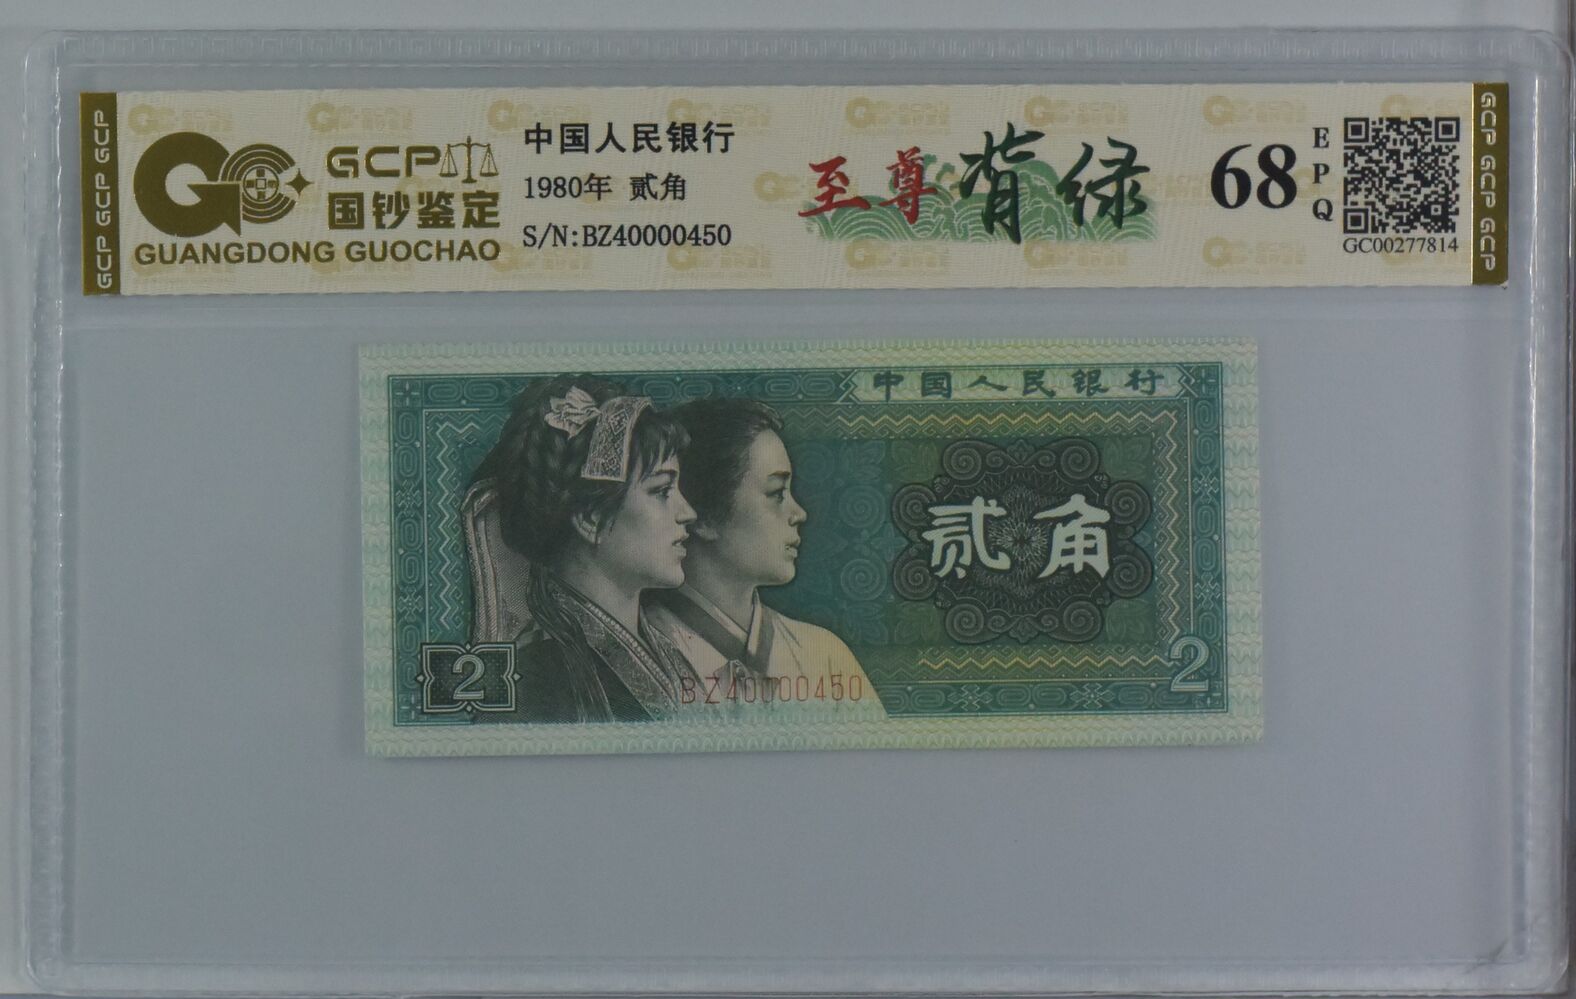 GCP GCP GCP
GCP
国钞鉴定
GUANGDONG GUOCHAO
中国人民银行
1980年 贰角
S/N:BZ40000450
至尊背绿
68
EPQ
GC00277814
GCP GCP GCP
中国人民银行
贰角
2
2
BZ40000450